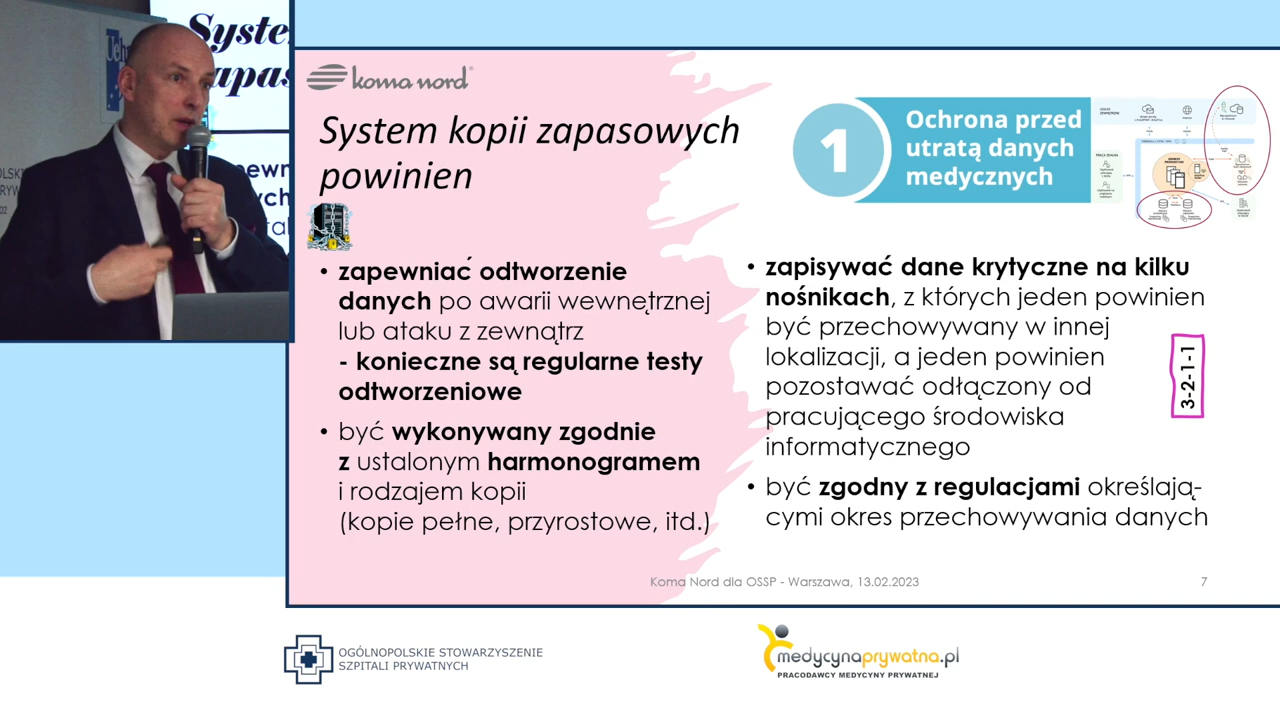 Syste
apas
koma nord
System kopii zapasowych
powinien
1
Ochrona przed
utratą danych
medycznych
• zapewniać odtworzenie
danych po awarii wewnętrznej
lub ataku z zewnątrz
- konieczne są regularne testy
odtworzeniowe
• być wykonywany zgodnie
z ustalonym harmonogramem
i rodzajem kopii
(kopie pełne, przyrostowe, itd.)
• zapisywać dane krytyczne na kilku
nośnikach, z których jeden powinien
być przechowywany w innej
lokalizacji, a jeden powinien
pozostawać odłączony od
pracującego środowiska
informatycznego
3-2-1-1
• być zgodny z regulacjami określają-
cymi okres przechowywania danych
Koma Nord dla OSSP - Warszawa, 13.02.2023
7
OGÓLNOPOLSKIE STOWARZYSZENIE
SZPITALI PRYWATNYCH
medycynaprywatna.pl
PRACODAWCY MEDYCYNY PRYWATNEJ